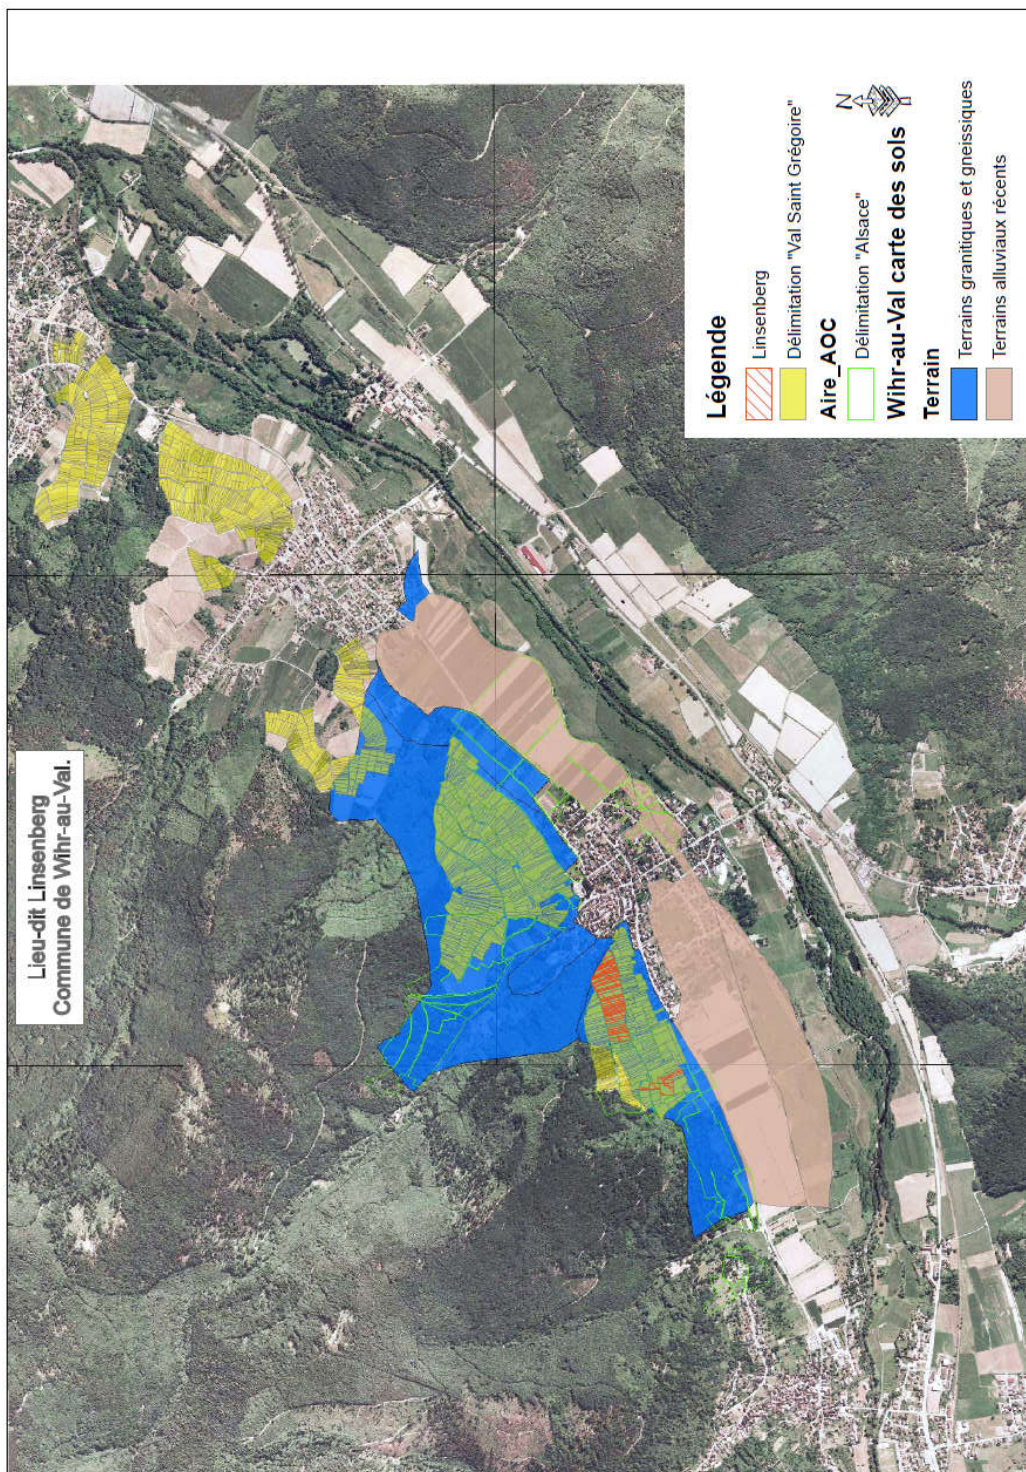 Lieu-dit Linsenberg
Commune de Wihr-au-Val.
Légende
Linsenberg
Délimitation "Val Saint Grégoire"
Aire_AOC
Délimitation "Alsace"
Wihr-au-Val carte des sols
N
Terrain
Terrains granitiques et gneissiques
Terrains alluviaux récents